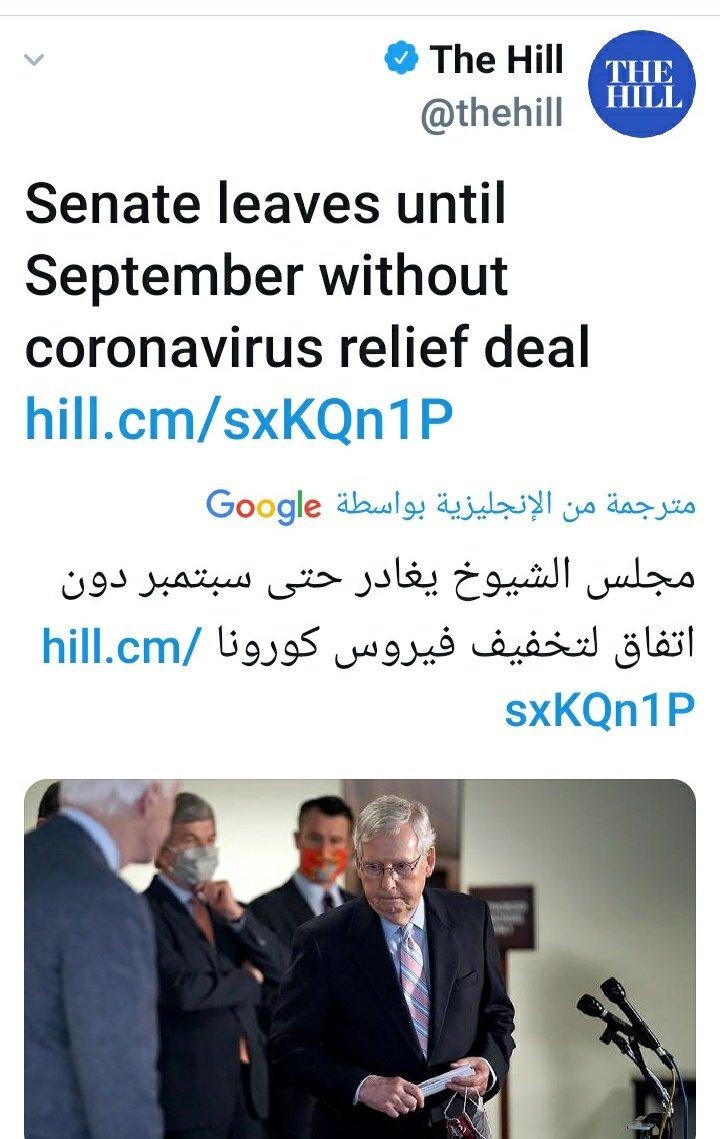 The Hill
@thehill
THE
HILL
Senate leaves until
September without
coronavirus relief deal
hill.cm/sxKQn1P
مترجمة من الإنجليزية بواسطة Google
مجلس الشيوخ يغادر حتى سبتمبر دون
اتفاق لتخفيف فيروس كورونا hill.cm/
sxKQn1P